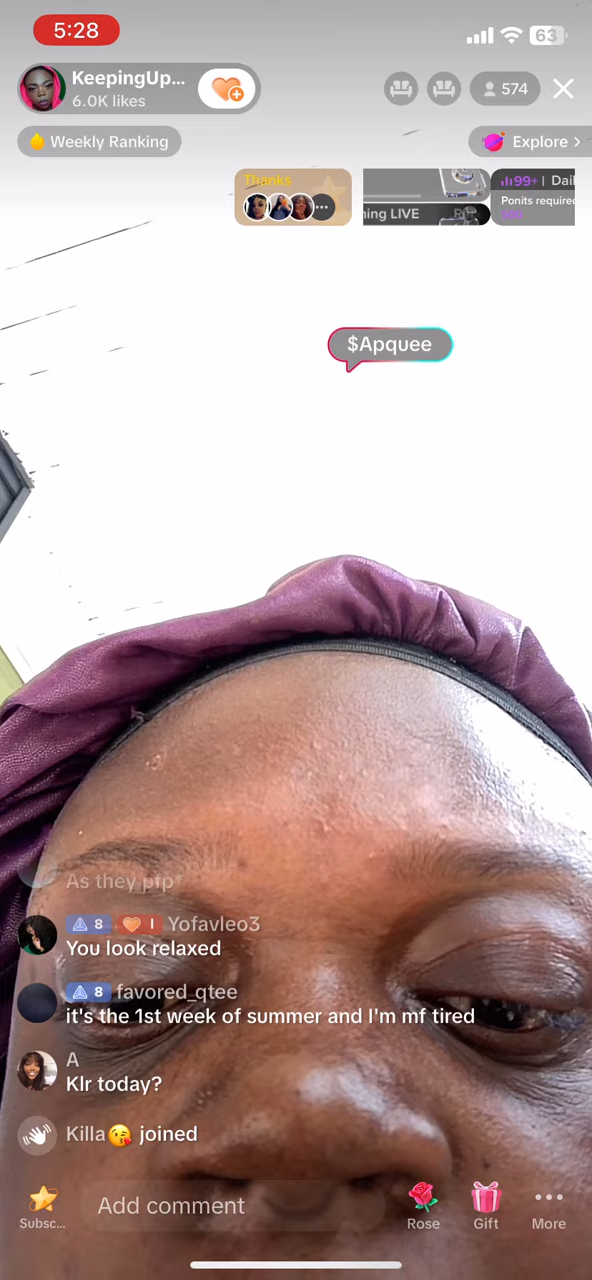 5:28
63
KeepingUp...
6.0K likes
574
Weekly Ranking
Explore >
Thanks
99+ | Dail
ning LIVE
Ponits required
$Apquee
As they pfp*
8 I Yofavleo3
You look relaxed
8 favored_qtee
it's the 1st week of summer and I'm mf tired
A
Klr today?
Killa😘 joined
Subsc...
Add comment
Rose
Gift
More